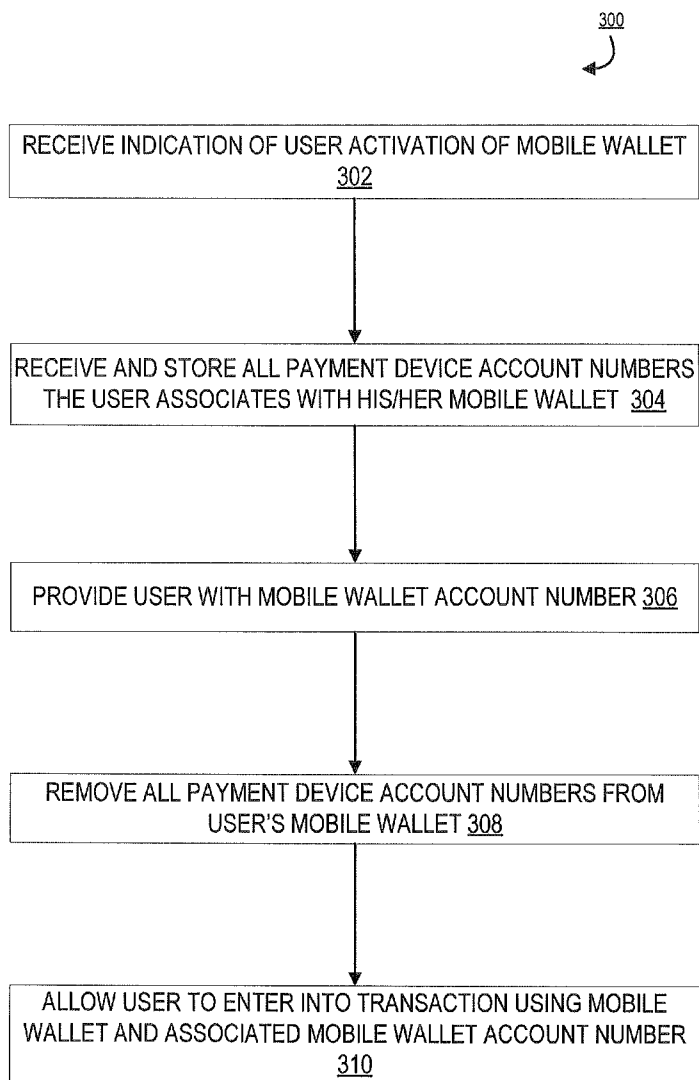 300
RECEIVE INDICATION OF USER ACTIVATION OF MOBILE WALLET
302
RECEIVE AND STORE ALL PAYMENT DEVICE ACCOUNT NUMBERS
THE USER ASSOCIATES WITH HIS/HER MOBILE WALLET 304
PROVIDE USER WITH MOBILE WALLET ACCOUNT NUMBER 306
REMOVE ALL PAYMENT DEVICE ACCOUNT NUMBERS FROM
USER'S MOBILE WALLET 308
ALLOW USER TO ENTER INTO TRANSACTION USING MOBILE
WALLET AND ASSOCIATED MOBILE WALLET ACCOUNT NUMBER
310